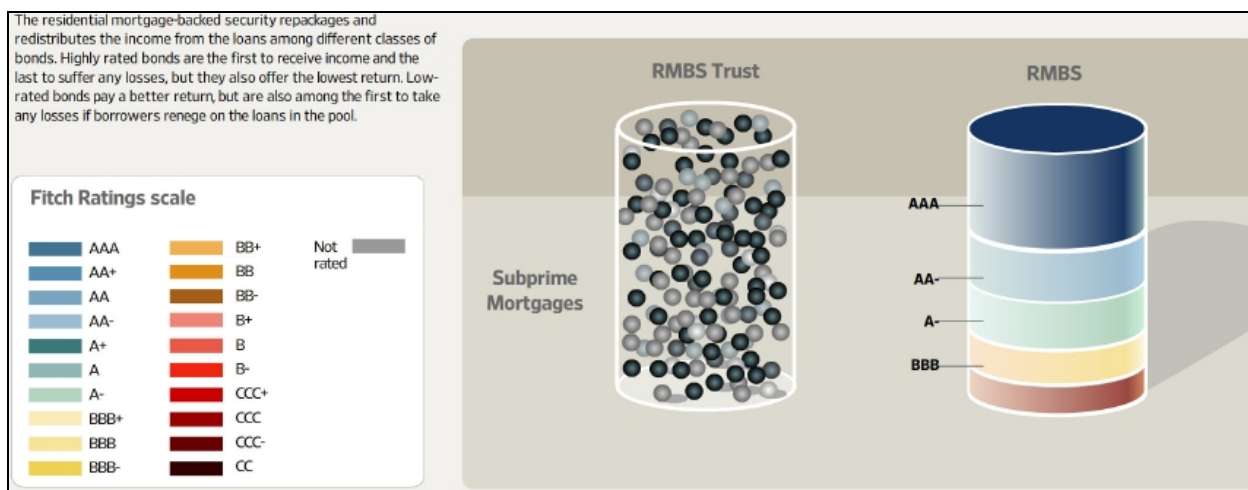 The residential mortgage-backed security repackages and
redistributes the income from the loans among different classes of
bonds. Highly rated bonds are the first to receive income and the
last to suffer any losses, but they also offer the lowest return. Low-
rated bonds pay a better return, but are also among the first to take
any losses if borrowers renege on the loans in the pool.
Fitch Ratings scale
AAA
AA+
AA
AA-
A+
A
A-
BBB+
BBB
BBB-
BB+
BB
BB-
B+
B
B-
CCC+
CCC
CCC-
CC
Not
rated
RMBS Trust
Subprime
Mortgages
RMBS
AAA
AA-
A-
BBB